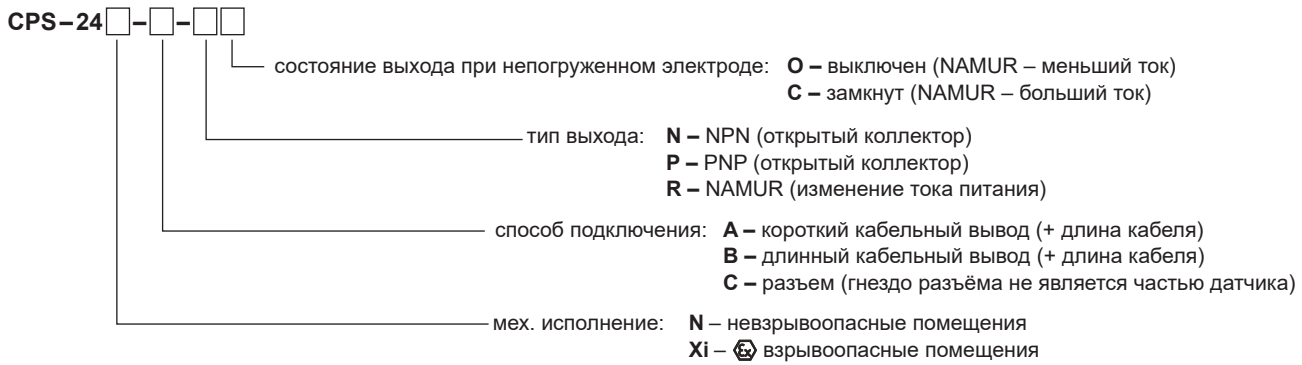 CPS–24□–□–□□
состояние выхода при непогруженном электроде: O – выключен (NAMUR – меньший ток)
C – замкнут (NAMUR – больший ток)
тип выхода: N – NPN (открытый коллектор)
P – PNP (открытый коллектор)
R – NAMUR (изменение тока питания)
способ подключения: A – короткий кабельный вывод (+ длина кабеля)
B – длинный кабельный вывод (+ длина кабеля)
C – разъем (гнездо разъёма не является частью датчика)
мех. исполнение: N – невзрывоопасные помещения
Xi – Ex взрывоопасные помещения